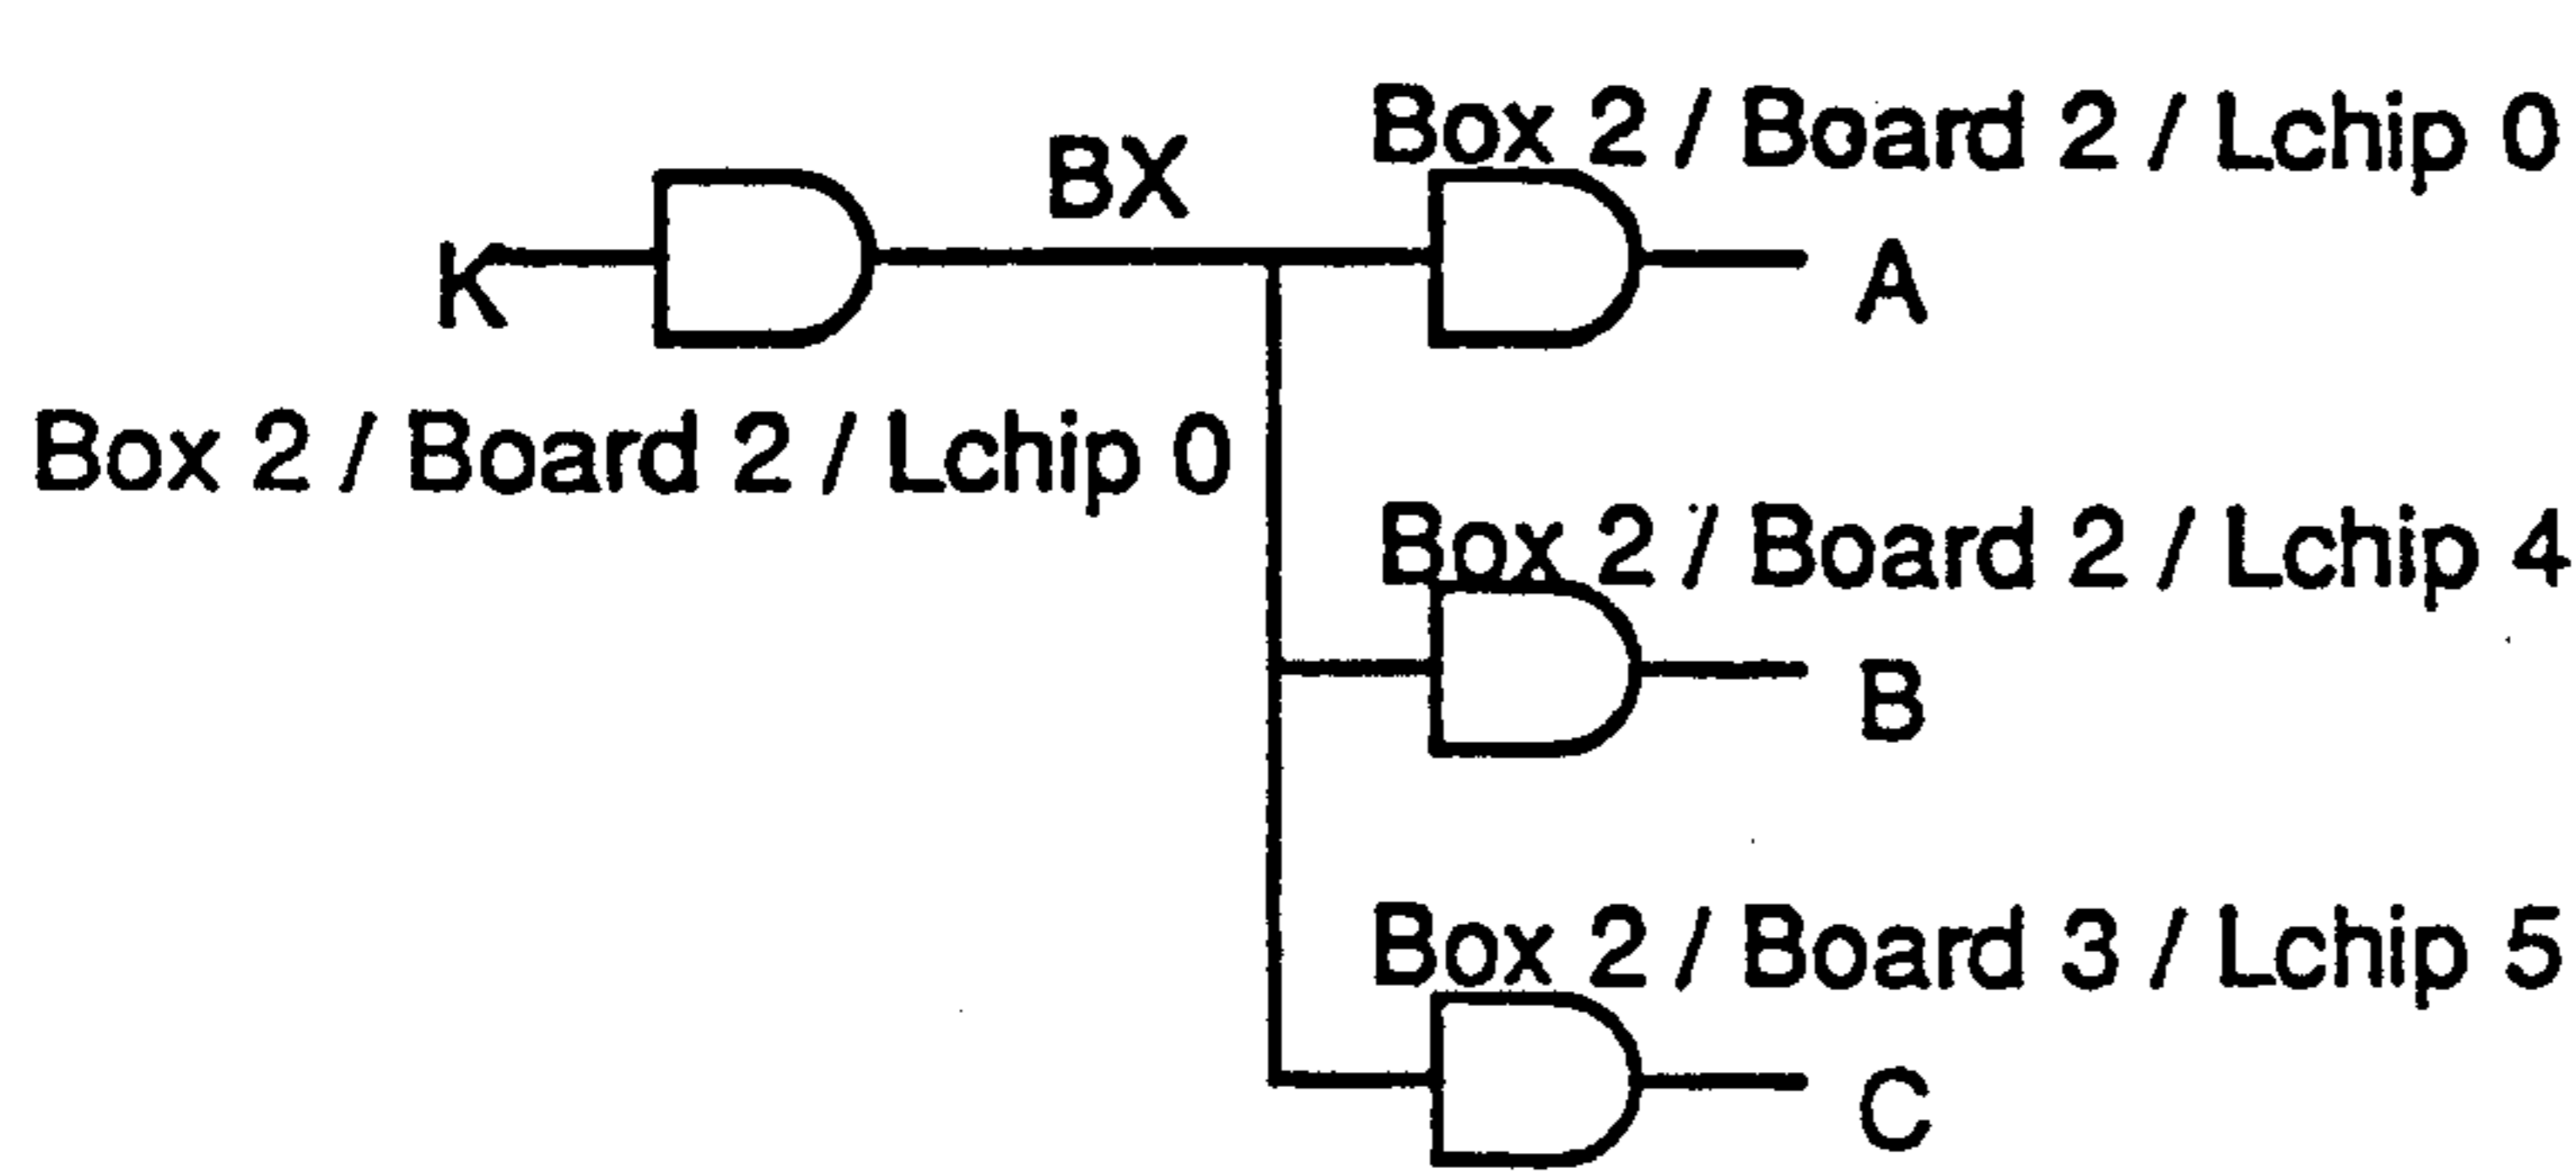 Box 2 / Board 2 / Lchip 0
BX
K
A
Box 2 / Board 2 / Lchip 0
Box 2 / Board 2 / Lchip 4
B
Box 2 / Board 3 / Lchip 5
C